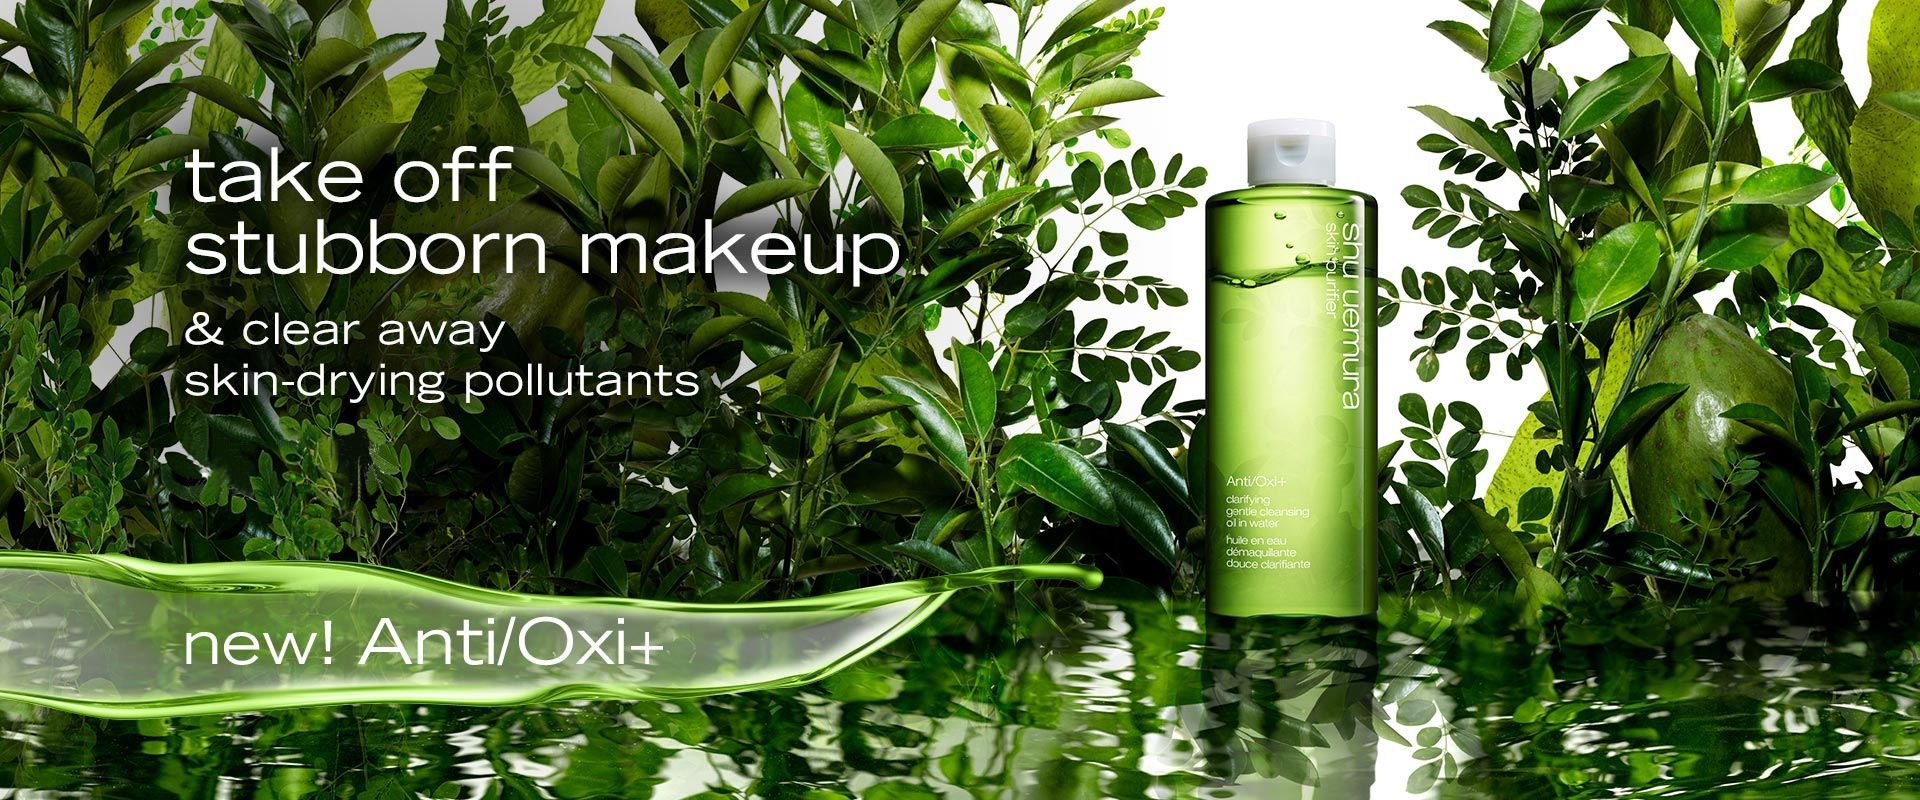 take off
stubborn makeup
& clear away
skin-drying pollutants
new! Anti/Oxi+
shu uemura
skin purifier
Anti/Oxi+
clarifying
gentle cleansing
oil in water
huile en eau
démaquillante
douce clarifiante